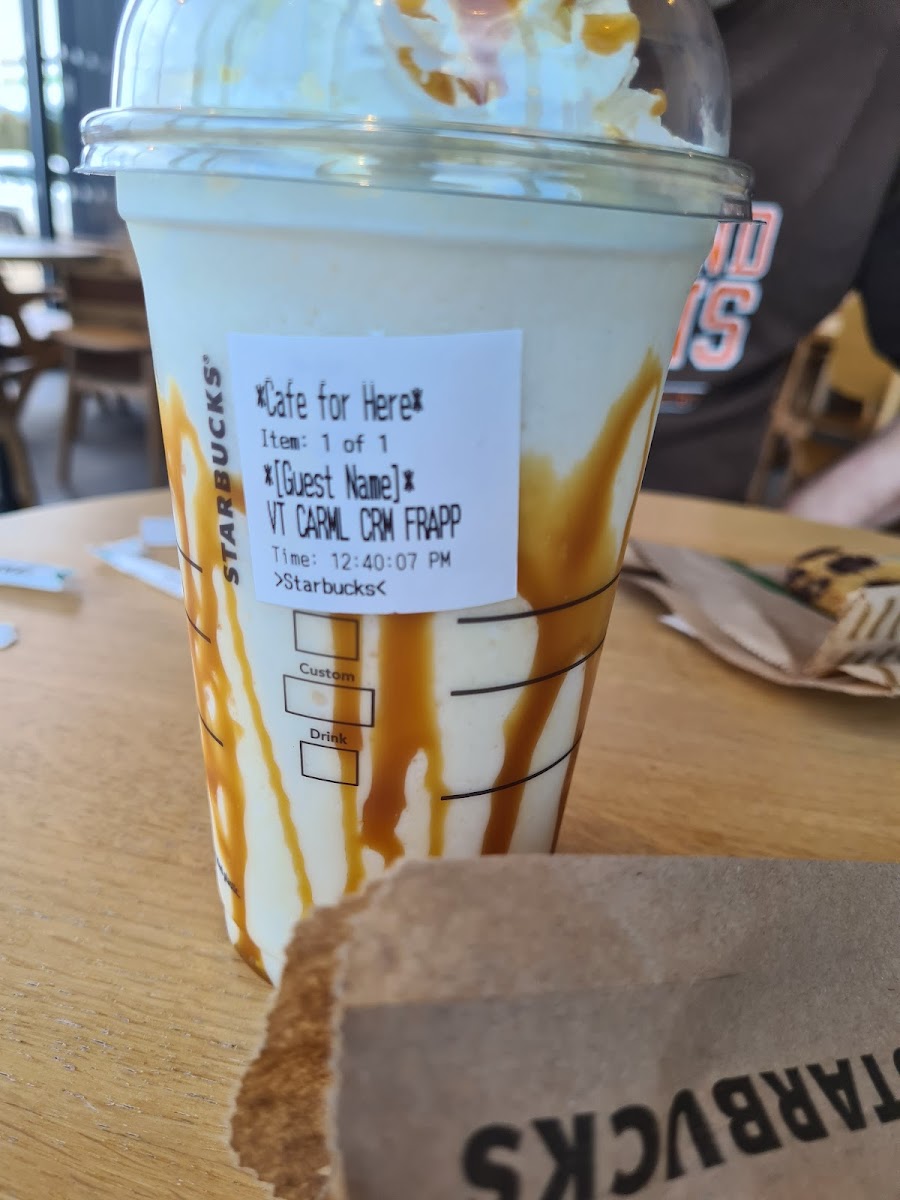 STARBUCKS®
*Cafe for Here*
Item: 1 of 1
*[Guest Name]*
VT CARML CRM FRAPP
Time: 12:40:07 PM
>Starbucks<
Custom
Drink
STARBUCKS